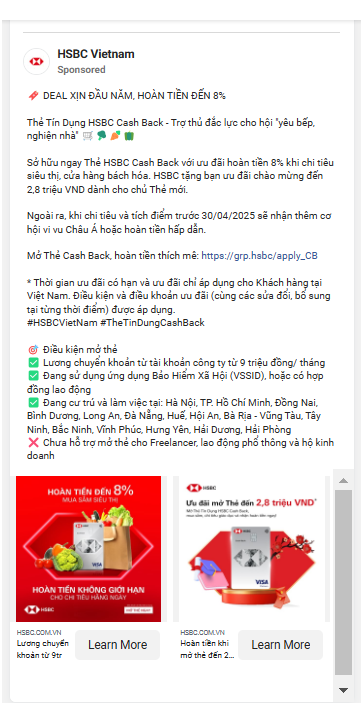 HSBC Vietnam
Sponsored
🚀 DEAL XỊN ĐẦU NĂM, HOÀN TIỀN ĐẾN 8%
Thẻ Tín Dụng HSBC Cash Back - Trợ thủ đắc lực cho hội "yêu bếp,
nghiện nhà" 🛒 🥦 🥕
Sở hữu ngay Thẻ HSBC Cash Back với ưu đãi hoàn tiền 8% khi chi tiêu
siêu thị, cửa hàng bách hóa. HSBC tặng bạn ưu đãi chào mừng đến
2,8 triệu VND dành cho chủ Thẻ mới.
Ngoài ra, khi chi tiêu và tích điểm trước 30/04/2025 sẽ nhận thêm cơ
hội vi vu Châu Á hoặc hoàn tiền hấp dẫn.
Mở Thẻ Cash Back, hoàn tiền thích mê: https://grp.hsbc/apply_CB
* Thời gian ưu đãi có hạn và ưu đãi chỉ áp dụng cho Khách hàng tại
Việt Nam. Điều kiện và điều khoản ưu đãi (cùng các sửa đổi, bổ sung
tại từng thời điểm) được áp dụng.
#HSBCVietNam #TheTinDungCashBack
🎯 Điều kiện mở thẻ
✅ Lương chuyển khoản từ tài khoản công ty từ 9 triệu đồng/ tháng
✅ Đang sử dụng ứng dụng Bảo Hiểm Xã Hội (VSSID), hoặc có hợp
đồng lao động
✅ Đang cư trú và làm việc tại: Hà Nội, TP. Hồ Chí Minh, Đồng Nai,
Bình Dương, Long An, Đà Nẵng, Huế, Hội An, Bà Rịa - Vũng Tàu, Tây
Ninh, Bắc Ninh, Vĩnh Phúc, Hưng Yên, Hải Dương, Hải Phòng
❌ Chưa hỗ trợ mở thẻ cho Freelancer, lao động phổ thông và hộ kinh
doanh
HOÀN TIỀN ĐẾN 8%
MUA SẮM SIÊU THỊ
VISA
HOÀN TIỀN KHÔNG GIỚI HẠN
CHO CHI TIÊU HÀNG NGÀY
HSBC
HSBC
Ưu đãi mở Thẻ đến 2,8 triệu VND*
Mở Thẻ Tín Dụng HSBC Cash Back,
VISA
HSBC.COM.VN
Lương chuyển
khoản từ 9tr
Learn More
HSBC.COM.VN
Hoàn tiền khi
mở thẻ đến 2...
Learn More